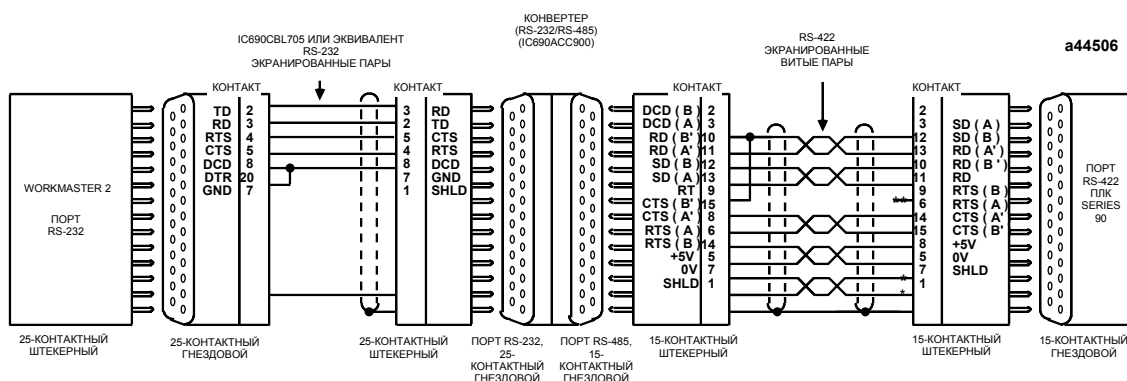 КОНВЕРТЕР
(RS-232/RS-485)
(IC690ACC900)
IC690CBL705 ИЛИ ЭКВИВАЛЕНТ
RS-232
ЭКРАНИРОВАННЫЕ ПАРЫ
RS-422
ЭКРАНИРОВАННЫЕ
ВИТЫЕ ПАРЫ
a44506
WORKMASTER 2
ПОРТ
RS-232
КОНТАКТ
TD 2
RD 3
RTS 4
CTS 5
DCD 8
DTR 20
GND 7
КОНТАКТ
3 RD
2 TD
5 CTS
4 RTS
8 DCD
7 GND
1 SHLD
КОНТАКТ
DCD ( B ) 2
DCD ( A ) 3
RD ( B' ) 10
RD ( A' ) 11
SD ( B ) 12
SD ( A ) 13
RT 9
CTS ( B' ) 15
CTS ( A' ) 8
RTS ( A ) 6
RTS ( B ) 14
+5V 5
0V 7
SHLD 1
КОНТАКТ
2
3 SD ( A )
12 SD ( B )
13 RD ( A' )
10 RD ( B' )
11 RD
9 RTS ( B )
** 6 RTS ( A )
14 CTS ( A' )
15 CTS ( B' )
8 +5V
5 0V
7 SHLD
* 1
*
ПОРТ
RS-422
ПЛК
SERIES
90
25-КОНТАКТНЫЙ
ШТЕКЕРНЫЙ
25-КОНТАКТНЫЙ
ГНЕЗДОВОЙ
25-КОНТАКТНЫЙ
ШТЕКЕРНЫЙ
ПОРТ RS-232,
25-
КОНТАКТНЫЙ
ГНЕЗДОВОЙ
ПОРТ RS-485,
15-
КОНТАКТНЫЙ
ГНЕЗДОВОЙ
15-КОНТАКТНЫЙ
ШТЕКЕРНЫЙ
15-КОНТАКТНЫЙ
ШТЕКЕРНЫЙ
15-КОНТАКТНЫЙ
ГНЕЗДОВОЙ